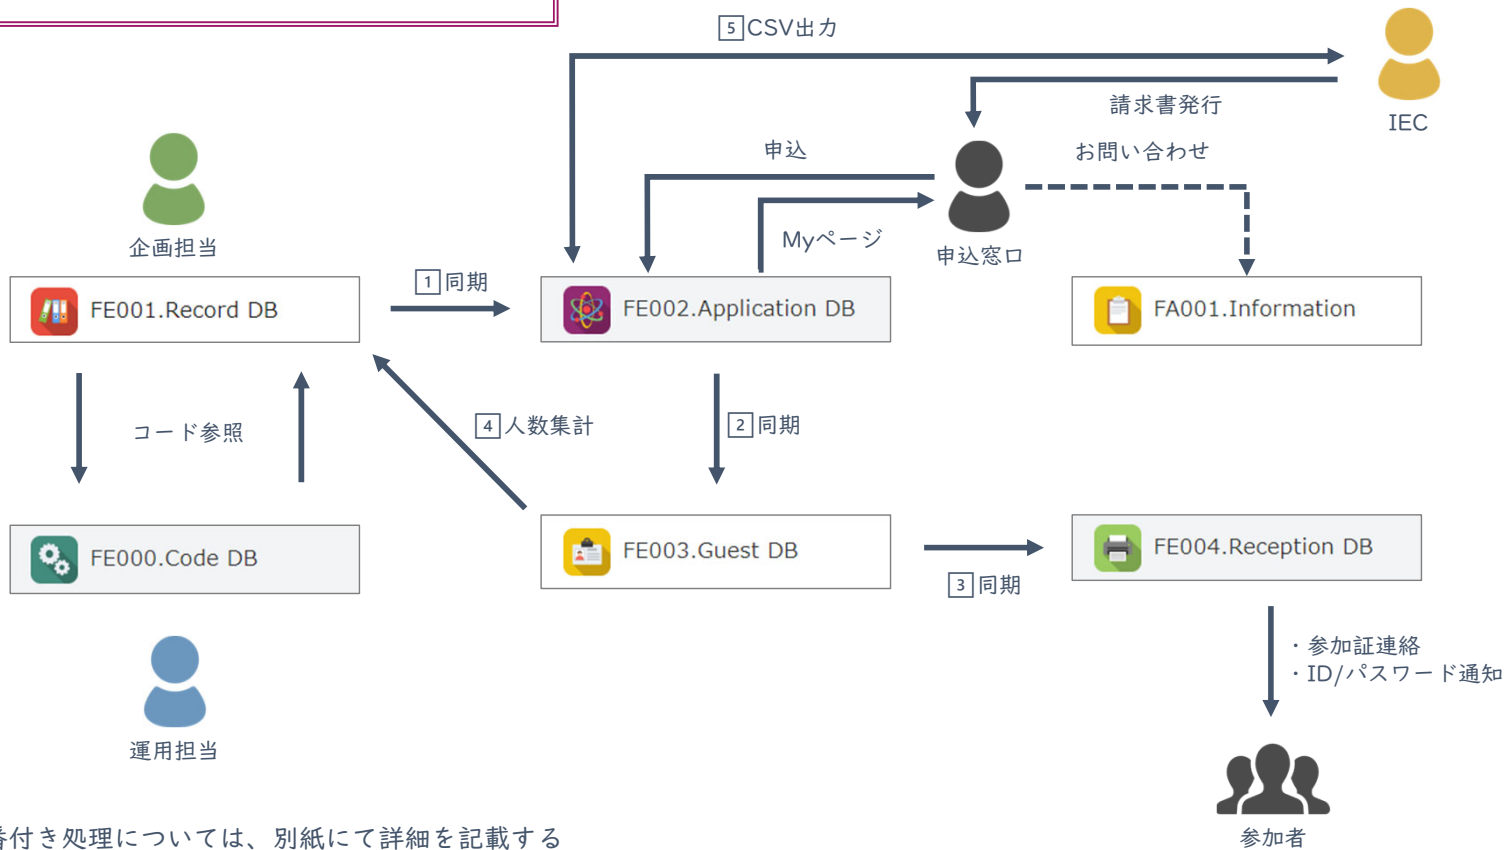 5 CSV出力
請求書発行
IEC
申込
お問い合わせ
企画担当
Myページ
申込窓口
1 同期
FE001.Record DB
FE002.Application DB
FA001.Information
コード参照
4 人数集計
2 同期
FE000.Code DB
FE003.Guest DB
FE004.Reception DB
3 同期
・参加証連絡
・ID/パスワード通知
運用担当
参加者
付き処理については、別紙にて詳細を記載する